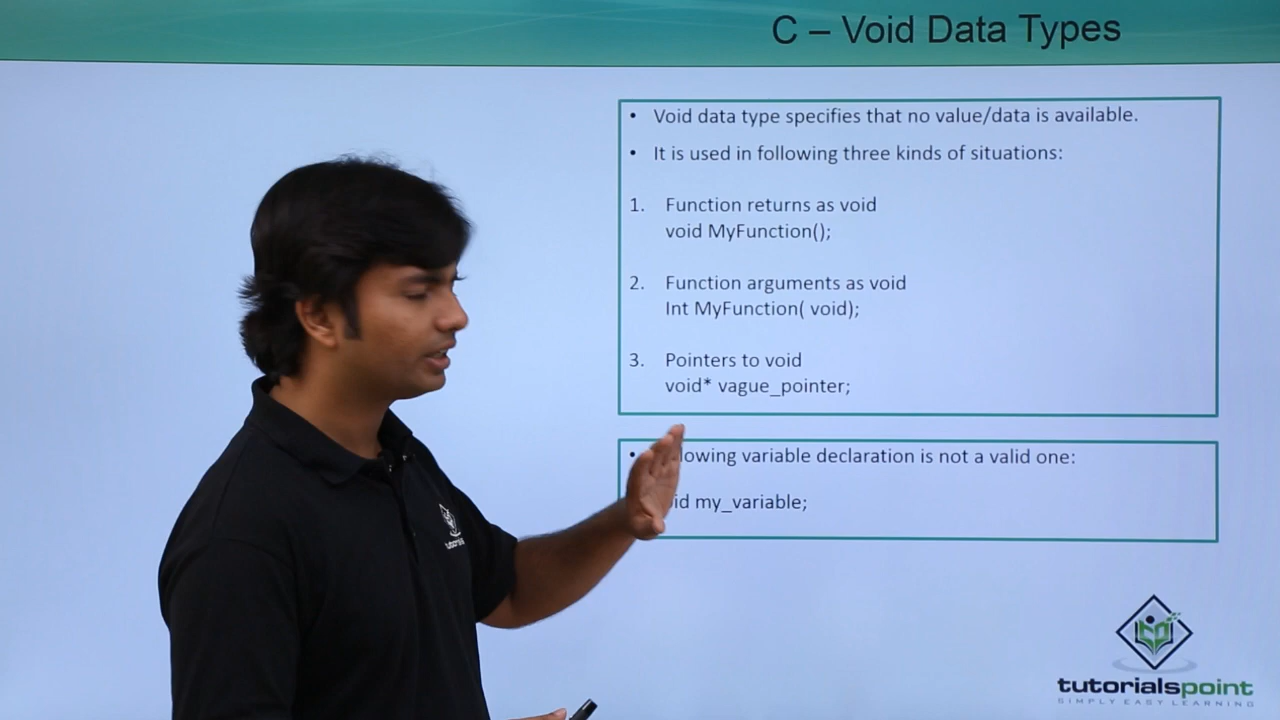 C – Void Data Types
• Void data type specifies that no value/data is available.
• It is used in following three kinds of situations:
1. Function returns as void
void MyFunction();
2. Function arguments as void
Int MyFunction( void);
3. Pointers to void
void* vague_pointer;
• lowing variable declaration is not a valid one:
id my_variable;
tutorialspoint
SIMPLY EASY LEARNING